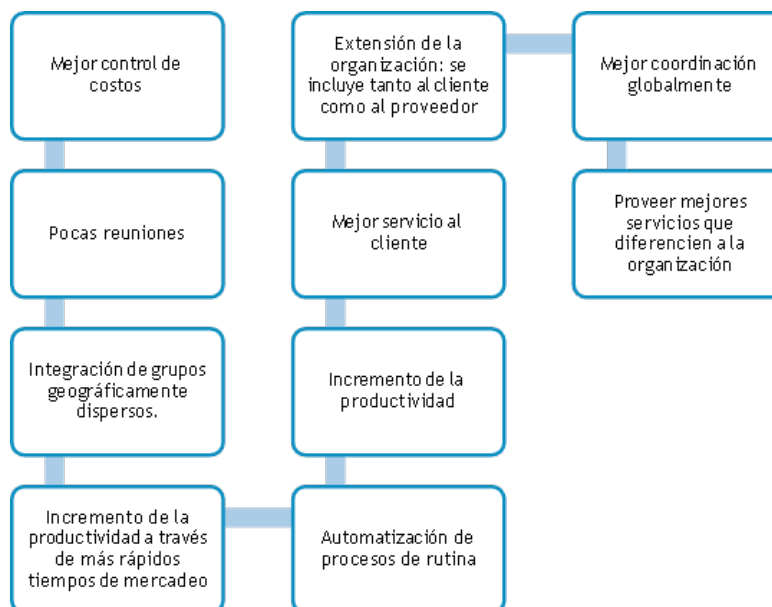 Mejor control de
costos
Pocas reuniones
Integración de grupos
geográficamente
dispersos.
Incremento de la
productividad a través
de más rápidos
tiempos de mercadeo
Automatización de
procesos de rutina
Incremento de la
productividad
Mejor servicio al
cliente
Extensión de la
organización: se
incluye tanto al cliente
como al proveedor
Mejor coordinación
globalmente
Proveer mejores
servicios que
diferencien a la
organización